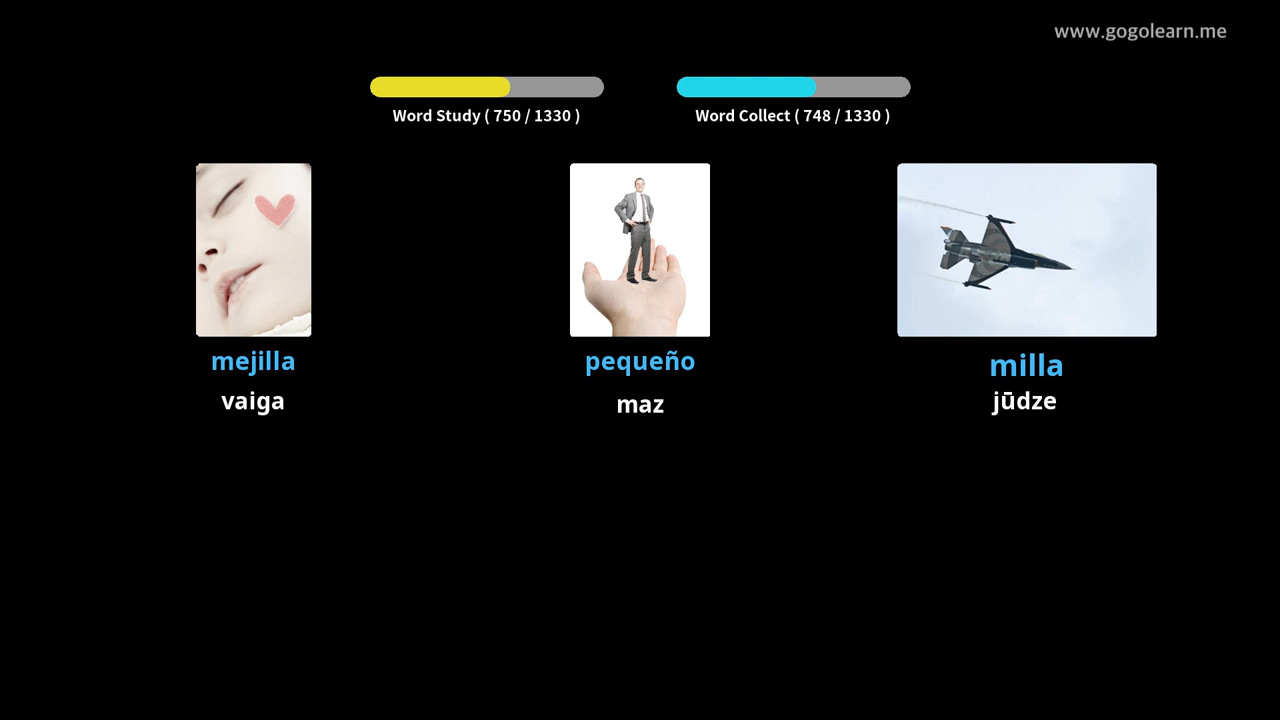 www.gogolearn.me
Word Study ( 750 / 1330 )
Word Collect ( 748 / 1330 )
mejilla
vaiga
pequeño
maz
milla
jūdze